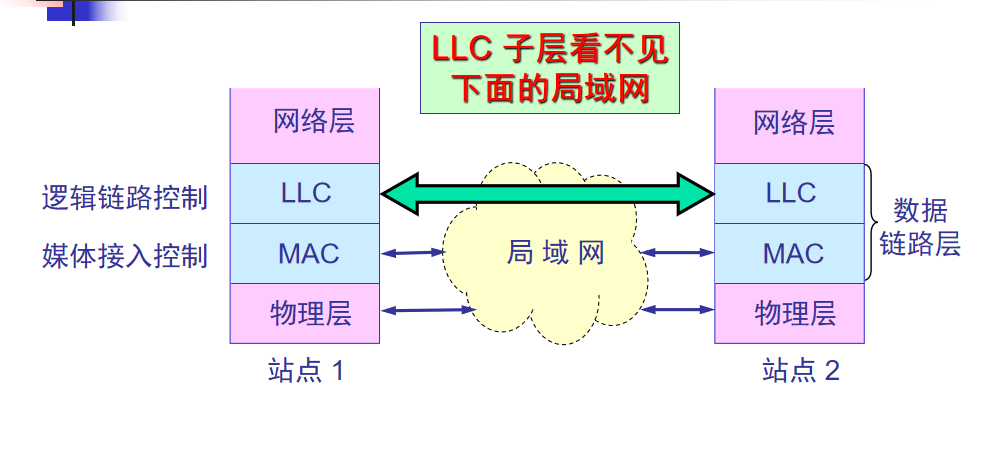 LLC 子层看不见
下面的局域网
网络层
网络层
逻辑链路控制
LLC
LLC
数据
链路层
媒体接入控制
MAC
局 域 网
MAC
物理层
物理层
站点 1
站点 2